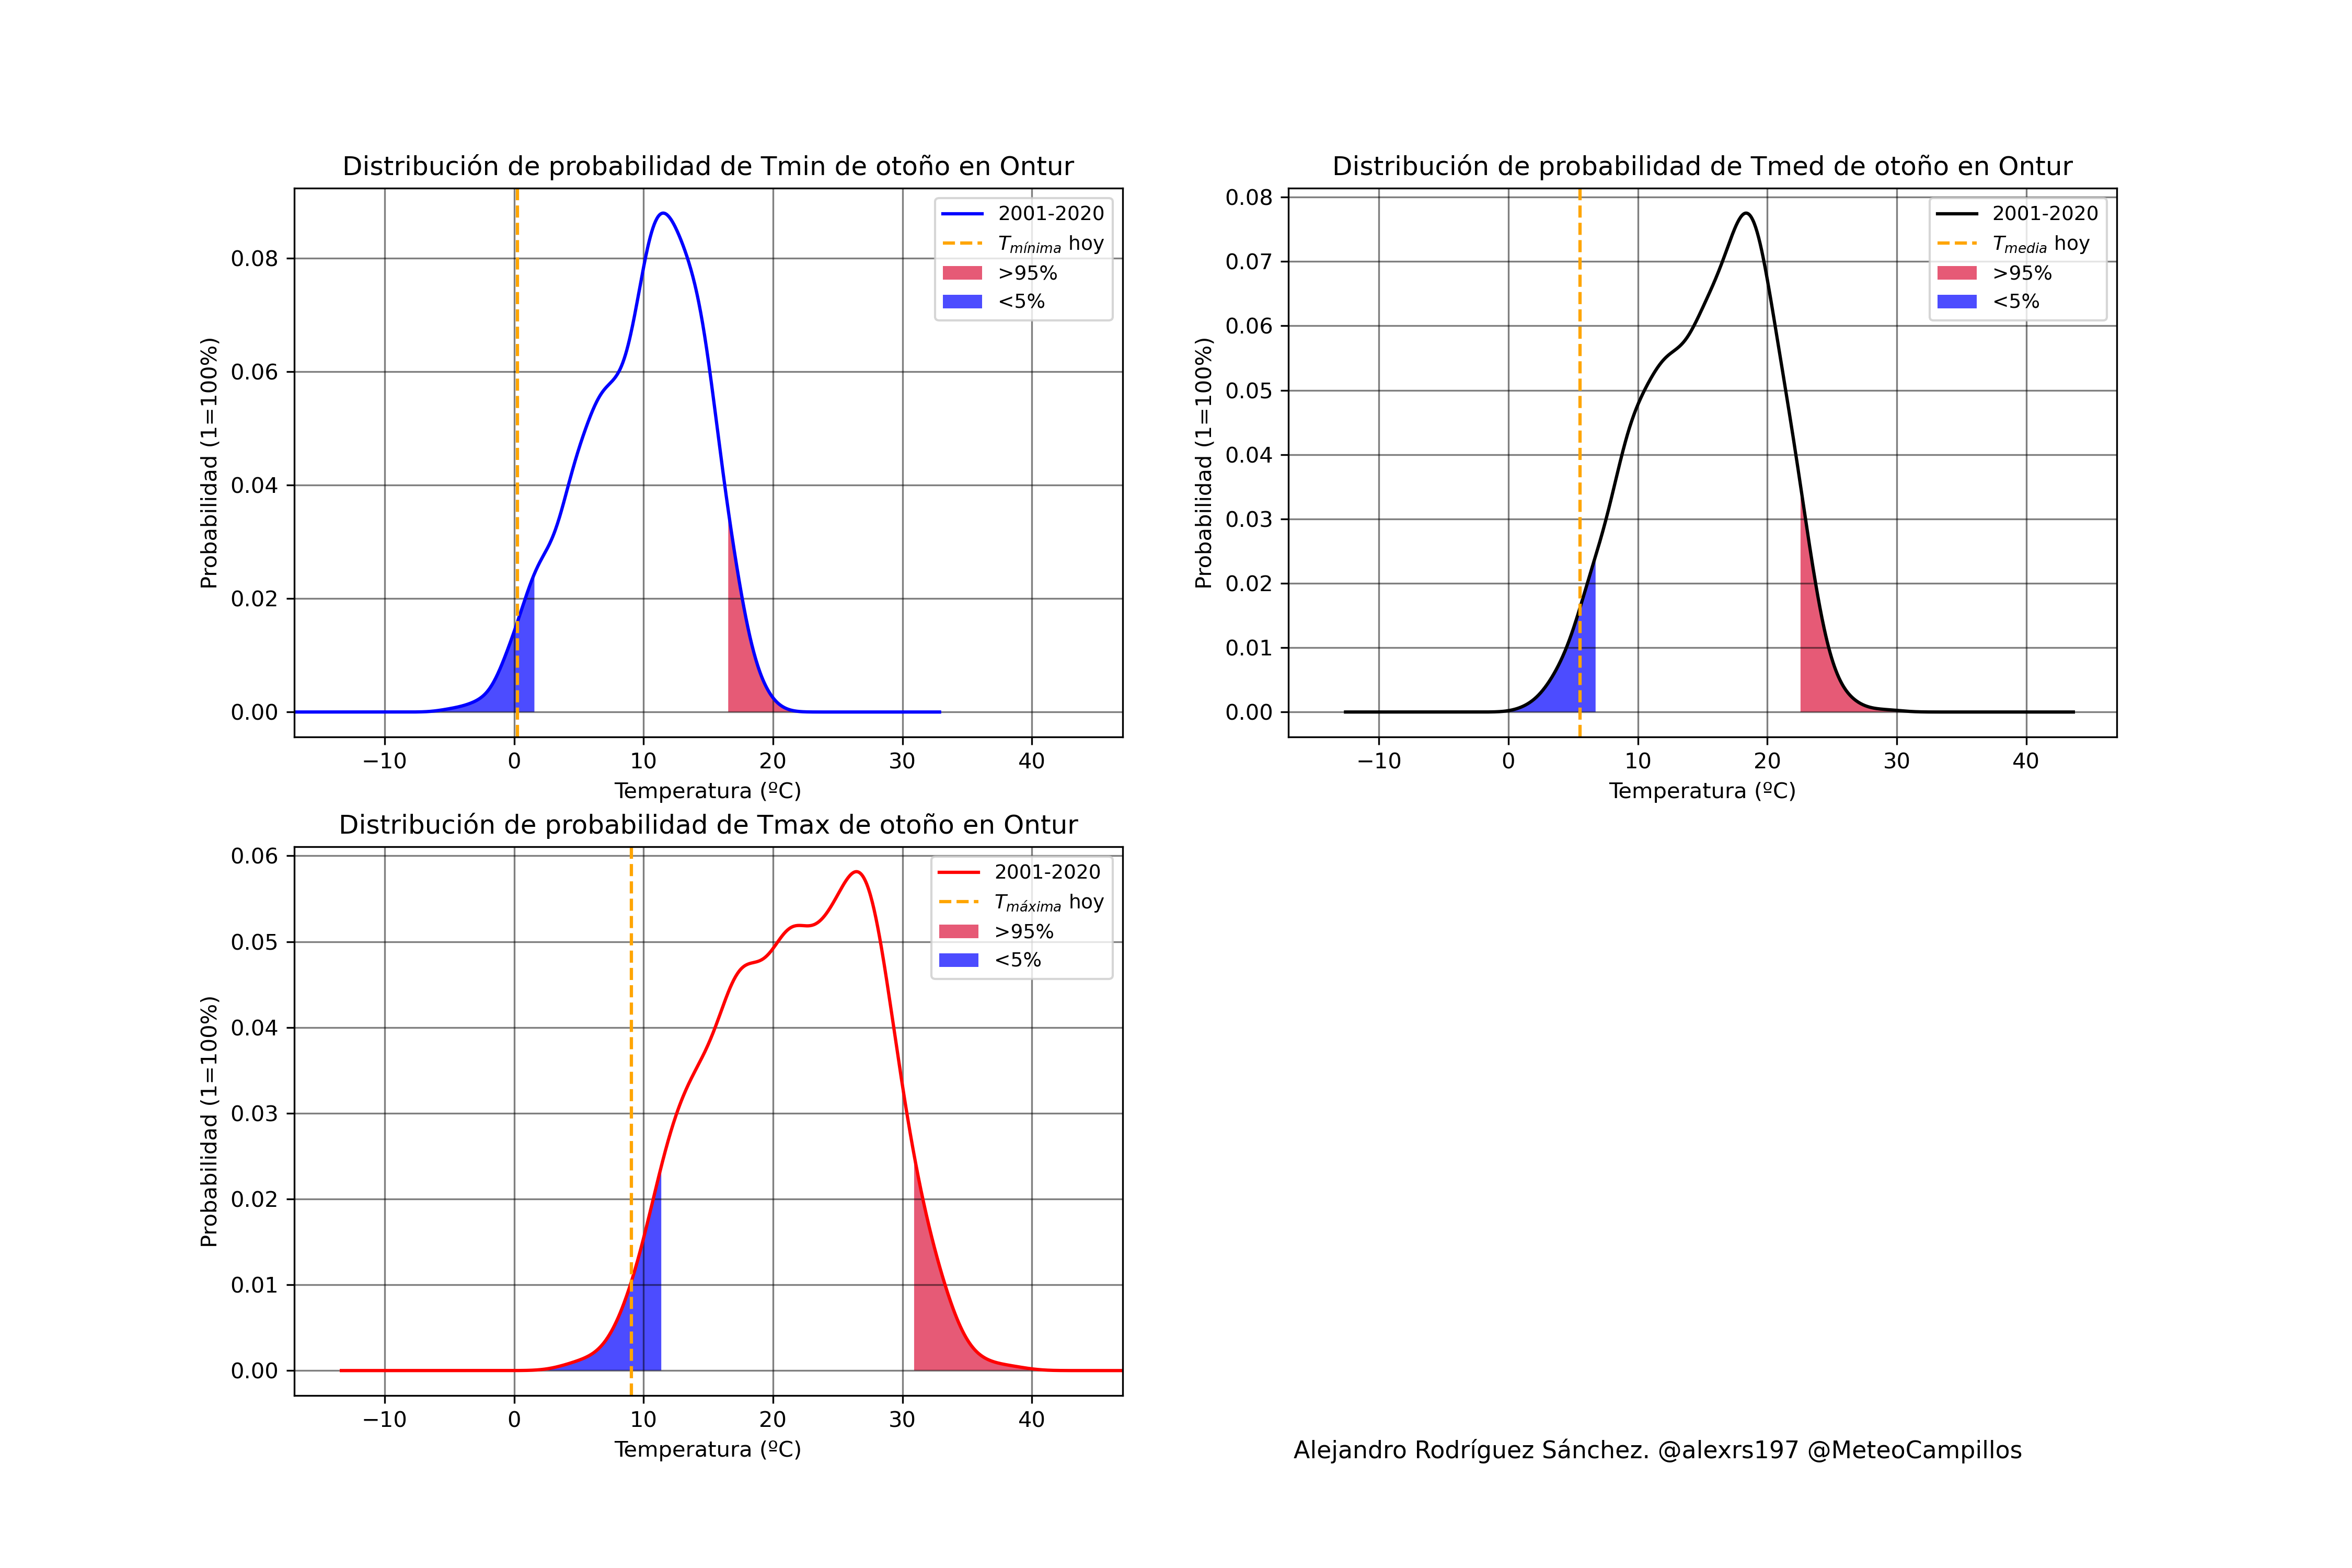 Distribución de probabilidad de Tmin de otoño en Ontur
Probabilidad (1=100%)
0.08
0.06
0.04
0.02
0.00
2001-2020
Tmínima hoy
>95%
<5%
−10 0 10 20 30 40
Temperatura (ºC)
Distribución de probabilidad de Tmed de otoño en Ontur
Probabilidad (1=100%)
0.08
0.07
0.06
0.05
0.04
0.03
0.02
0.01
0.00
2001-2020
Tmedia hoy
>95%
<5%
−10 0 10 20 30 40
Temperatura (ºC)
Distribución de probabilidad de Tmax de otoño en Ontur
Probabilidad (1=100%)
0.06
0.05
0.04
0.03
0.02
0.01
0.00
2001-2020
Tmáxima hoy
>95%
<5%
−10 0 10 20 30 40
Temperatura (ºC)
Alejandro Rodríguez Sánchez. @alexrs197 @MeteoCampillos